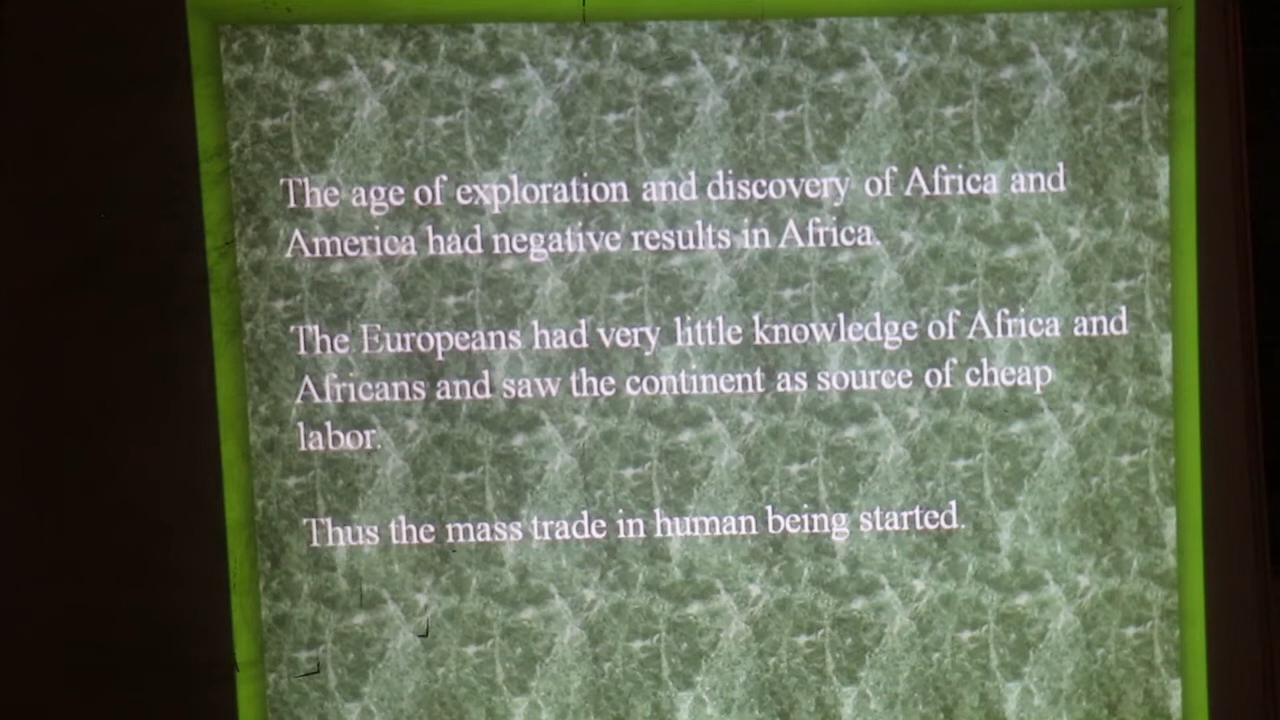 The age of exploration and discovery of Africa and
America had negative results in Africa.
The Europeans had very little knowledge of Africa and
Africans and saw the continent as source of cheap
labor.
Thus the mass trade in human being started.